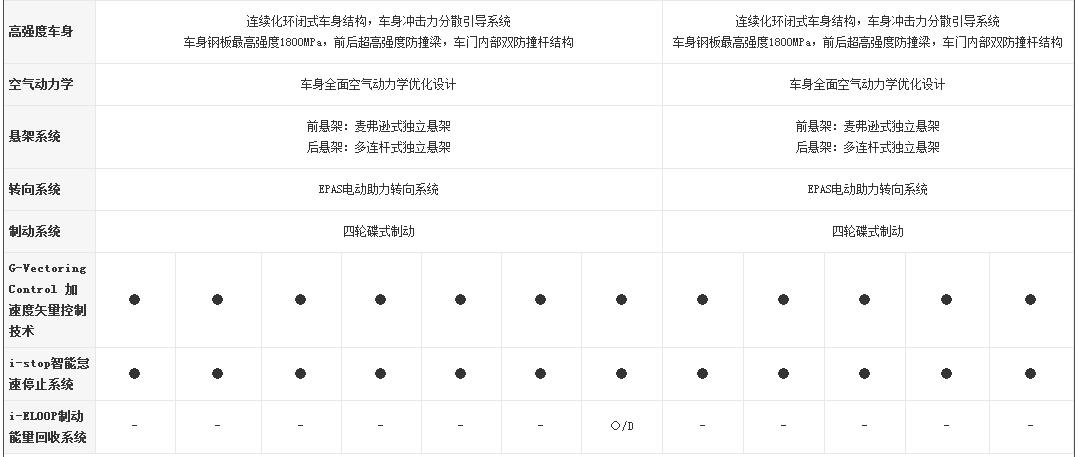 高强度车身
连续化环闭式车身结构，车身冲击力分散引导系统
车身钢板最高强度1800MPa，前后超高强度防撞梁，车门内部双防撞杆结构
连续化环闭式车身结构，车身冲击力分散引导系统
车身钢板最高强度1800MPa，前后超高强度防撞梁，车门内部双防撞杆结构
空气动力学
车身全面空气动力学优化设计
车身全面空气动力学优化设计
悬架系统
前悬架：麦弗逊式独立悬架
后悬架：多连杆式独立悬架
前悬架：麦弗逊式独立悬架
后悬架：多连杆式独立悬架
转向系统
EPAS电动助力转向系统
EPAS电动助力转向系统
制动系统
四轮碟式制动
四轮碟式制动
G-Vectoring
Control 加
速度矢量控制
技术
● ● ● ● ● ● ● ● ● ● ● ●
i-stop智能怠
速停止系统
● ● ● ● ● ● ● ● ● ● ● ●
i-ELOOP制动
能量回收系统
- - - - - - ○/D - - - - -